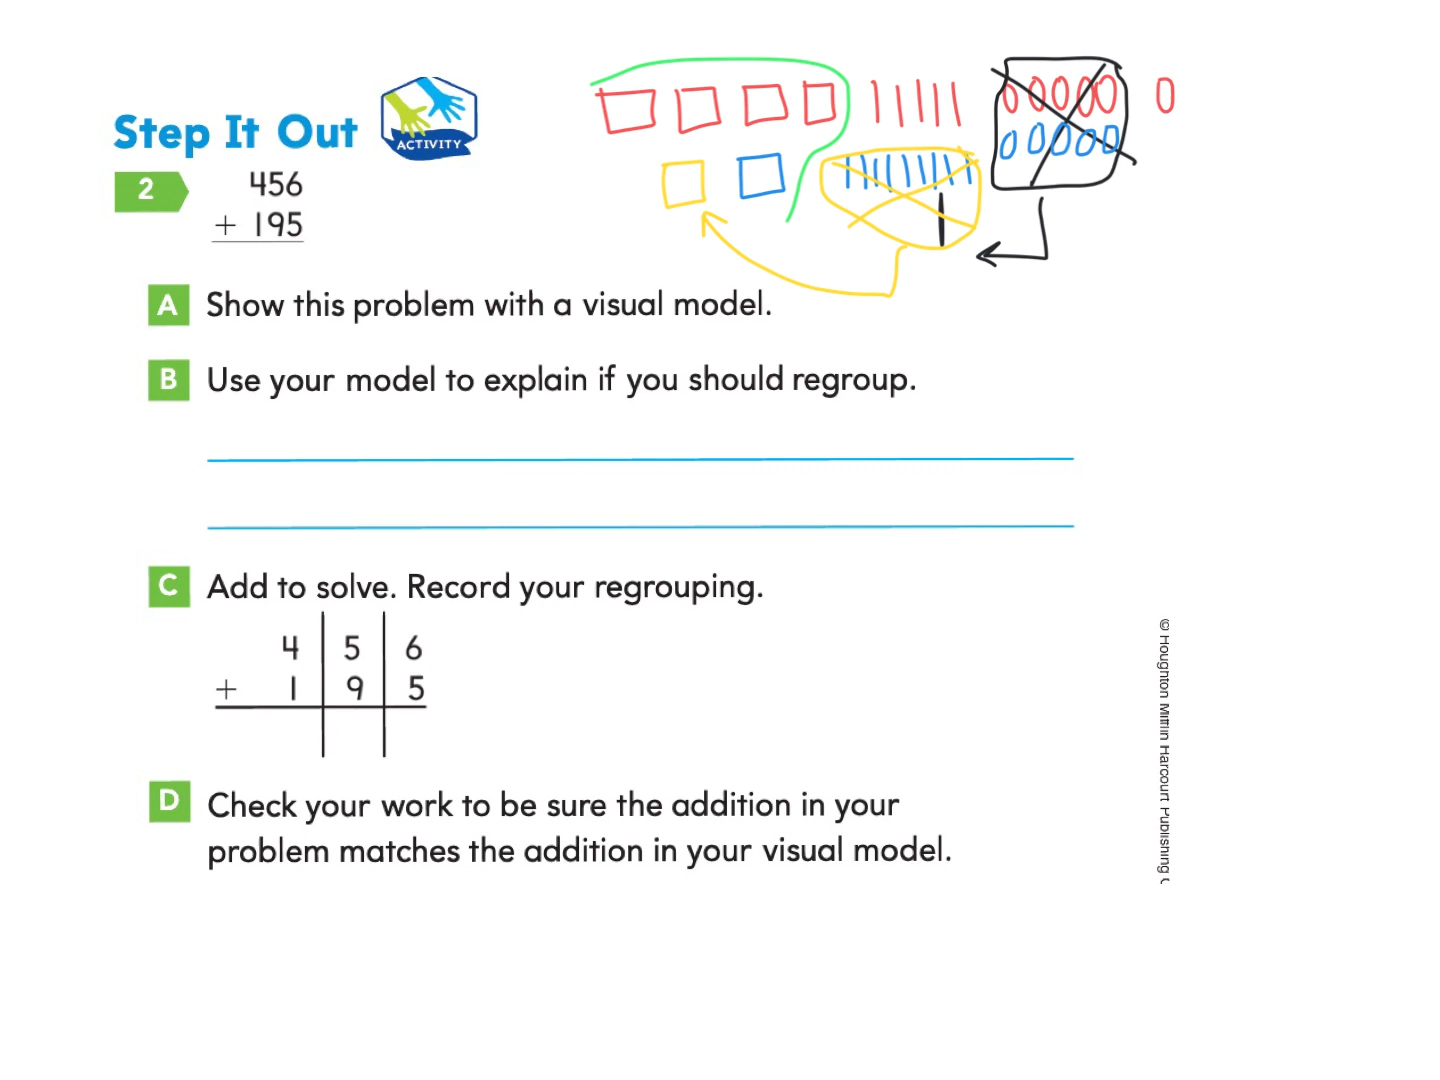 Step It Out
ACTIVITY
2
456
+ 195
A Show this problem with a visual model.
B Use your model to explain if you should regroup.
C Add to solve. Record your regrouping.
4 5 6
+ 1 9 5
D Check your work to be sure the addition in your
problem matches the addition in your visual model.
© Houghton Mifflin Harcourt Publishing